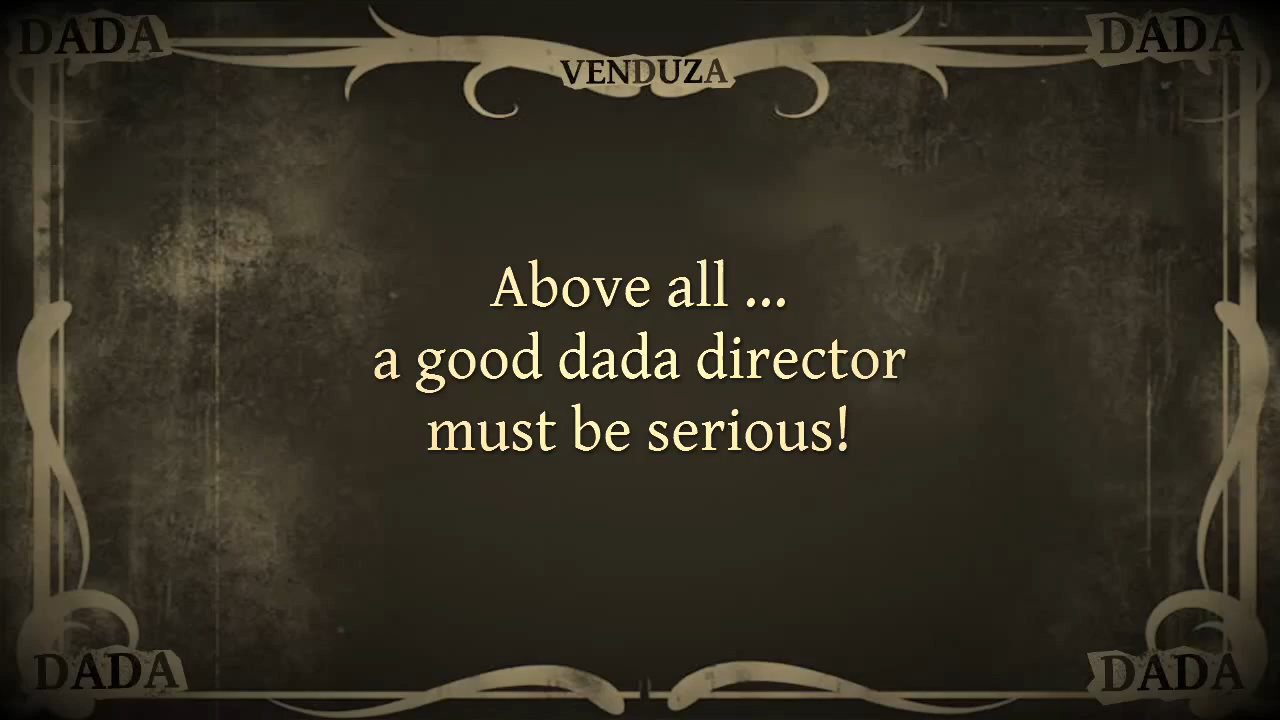 DADA
DADA
VENDUZA
Above all ...
a good dada director
must be serious!
DADA
DADA